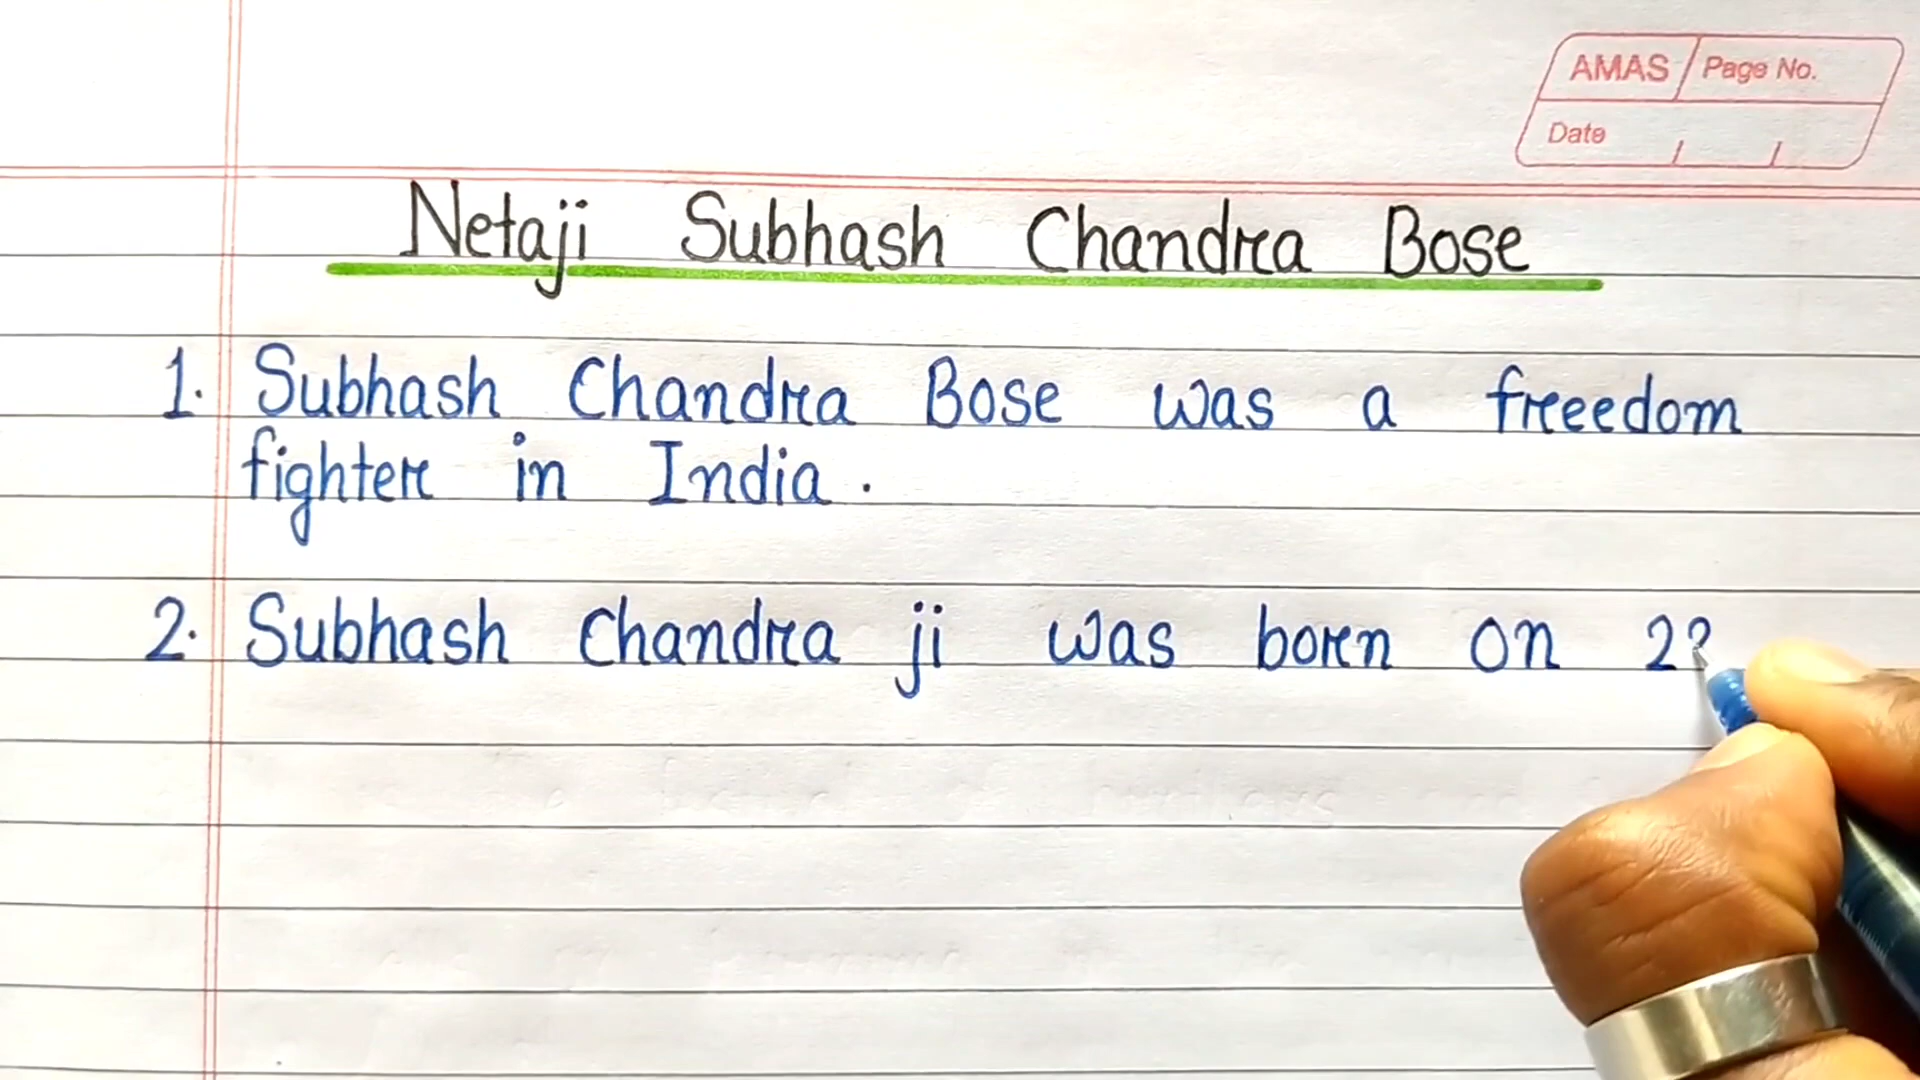 AMAS Page No.
Date / /
Netaji Subhash Chandra Bose
1. Subhash Chandra Bose was a freedom
fighter in India.
2. Subhash Chandra ji was born on 2